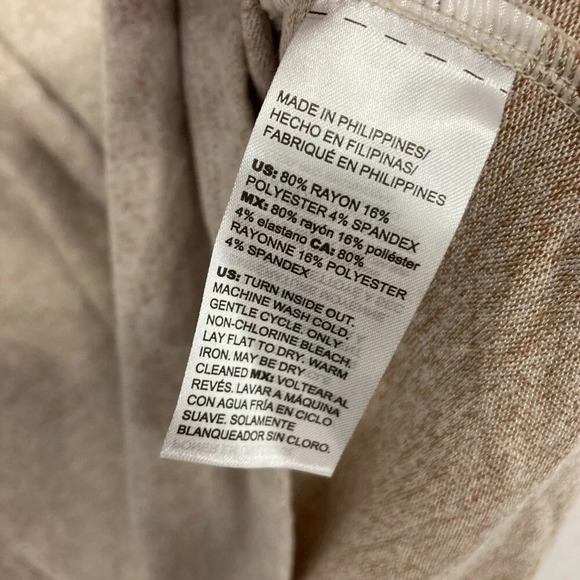 MADE IN PHILIPPINES/
HECHO EN FILIPINAS/
FABRIQUÉ EN PHILIPPINES
US: 80% RAYON 16%
POLYESTER 4% SPANDEX
MX: 80% rayón 16% poliéster
4% elastano CA: 80%
RAYONNE 16% POLYESTER
4% SPANDEX
US: TURN INSIDE OUT.
MACHINE WASH COLD.
GENTLE CYCLE. ONLY
NON-CHLORINE BLEACH.
LAY FLAT TO DRY. WARM
IRON. MAY BE DRY
CLEANED MX: VOLTEAR AL
REVÉS. LAVAR A MÁQUINA
CON AGUA FRÍA EN CICLO
SUAVE. SOLAMENTE
BLANQUEADOR SIN CLORO.